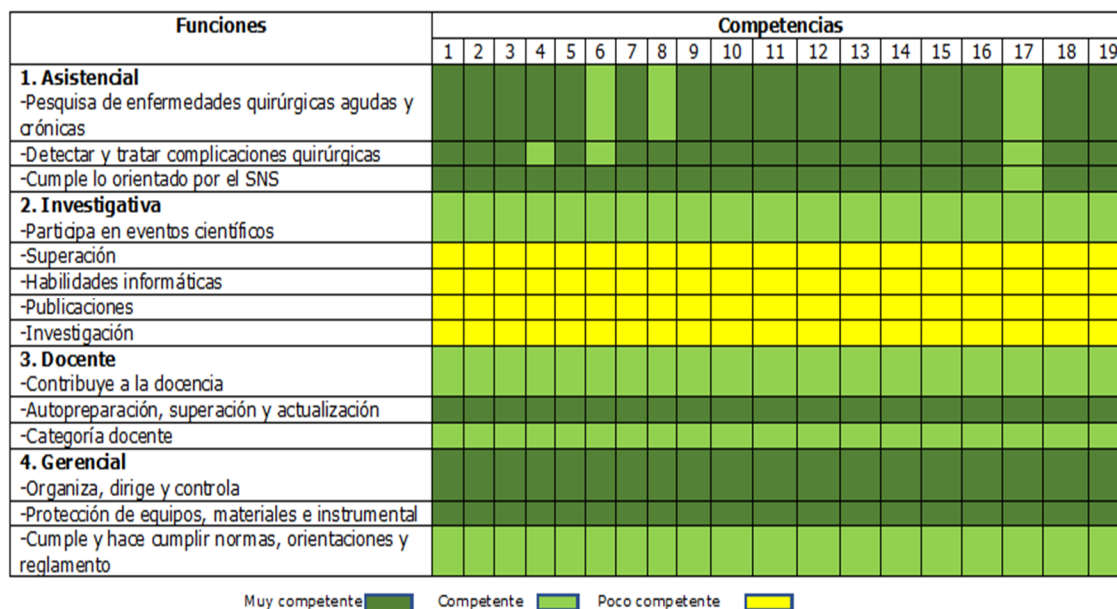 Funciones
Competencias
1 2 3 4 5 6 7 8 9 10 11 12 13 14 15 16 17 18 19
1. Asistencial
-Pesquisa de enfermedades quirúrgicas agudas y
crónicas
-Detectar y tratar complicaciones quirúrgicas
-Cumple lo orientado por el SNS
2. Investigativa
-Participa en eventos científicos
-Superación
-Habilidades informáticas
-Publicaciones
-Investigación
3. Docente
-Contribuye a la docencia
-Autopreparación, superación y actualización
-Categoría docente
4. Gerencial
-Organiza, dirige y controla
-Protección de equipos, materiales e instrumental
-Cumple y hace cumplir normas, orientaciones y
reglamento
Muy competente Competente Poco competente